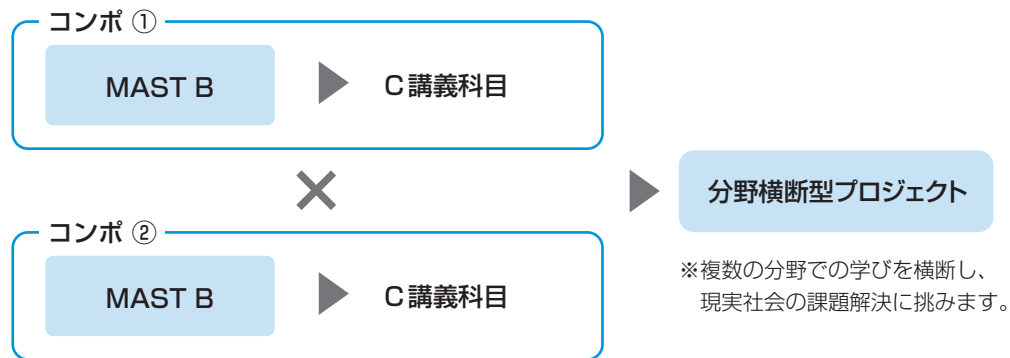 コンポ ①
MAST B
C講義科目
×
コンポ ②
MAST B
C講義科目
分野横断型プロジェクト
※複数の分野での学びを横断し、
現実社会の課題解決に挑みます。